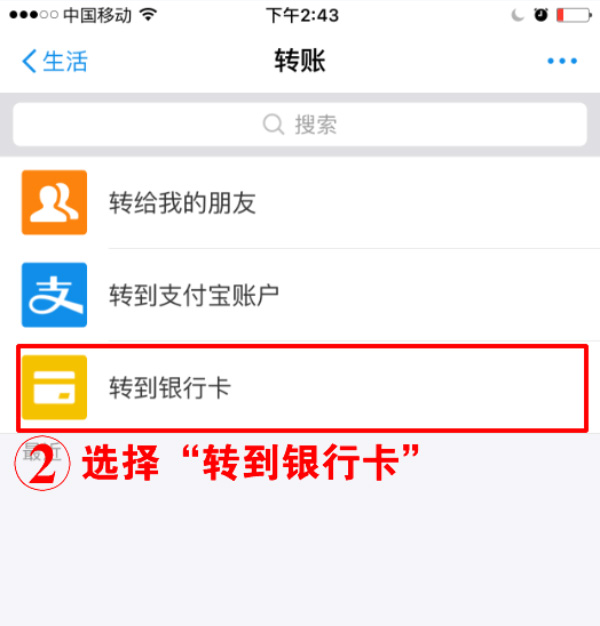 中国移动 下午2:43
生活 转账
搜索
转给我的朋友
支 转到支付宝账户
转到银行卡
最近
② 选择“转到银行卡”